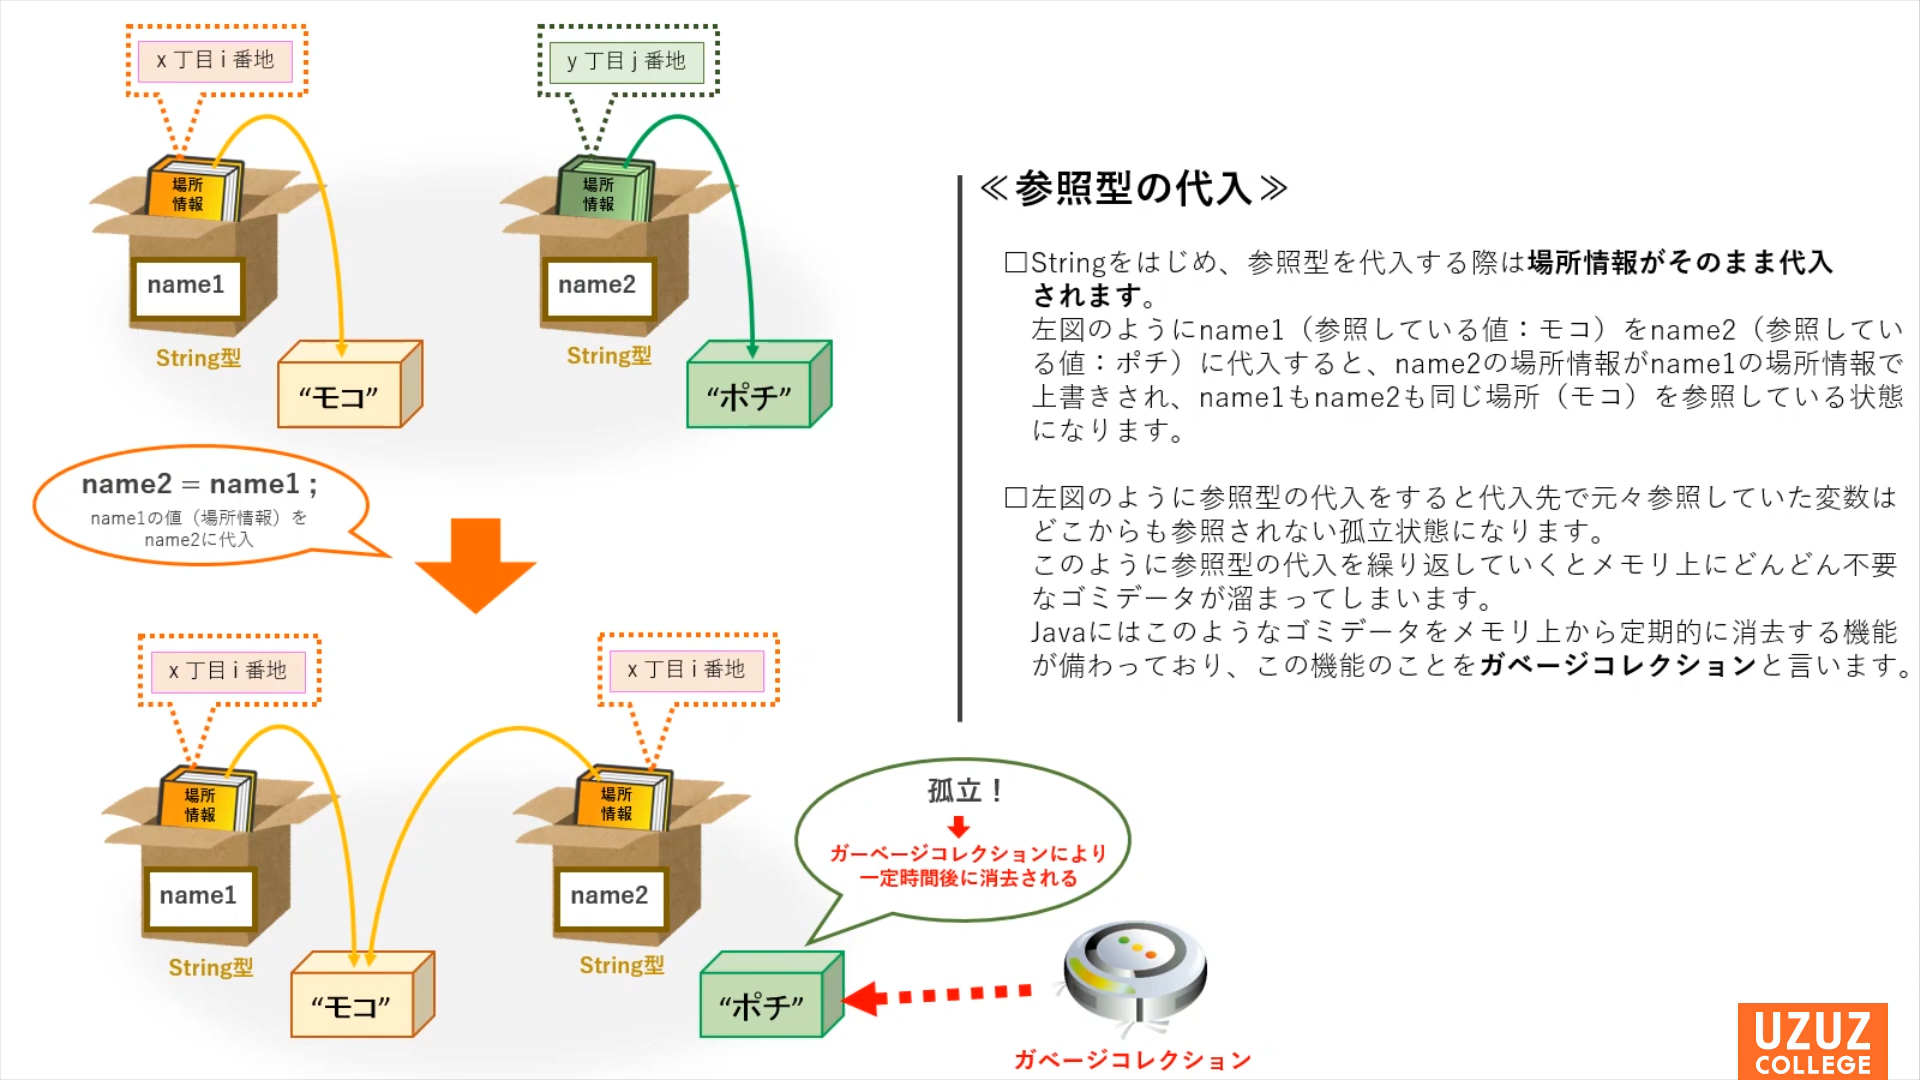 x 丁目 i 番地
y 丁目 j 番地
場所
情報
場所
情報
name1
name2
String型
String型
“モコ”
“ポチ”
name2 = name1 ;
name1の値（場所情報）を
name2に代入
x 丁目 i 番地
x 丁目 i 番地
場所
情報
場所
情報
name1
name2
String型
String型
“モコ”
“ポチ”
孤立！
ガーベージコレクションにより
一定時間後に消去される
ガベージコレクション
≪参照型の代入≫
□Stringをはじめ、参照型を代入する際は場所情報がそのまま代入
されます。
左図のようにname1（参照している値：モコ）をname2（参照してい
る値：ポチ）に代入すると、name2の場所情報がname1の場所情報で
上書きされ、name1もname2も同じ場所（モコ）を参照している状態
になります。
□左図のように参照型の代入をすると代入先で元々参照していた変数は
どこからも参照されない孤立状態になります。
このように参照型の代入を繰り返していくとメモリ上にどんどん不要
なゴミデータが溜まってしまいます。
Javaにはこのようなゴミデータをメモリ上から定期的に消去する機能
が備わっており、この機能のことをガベージコレクションと言います。
UZUZ
COLLEGE